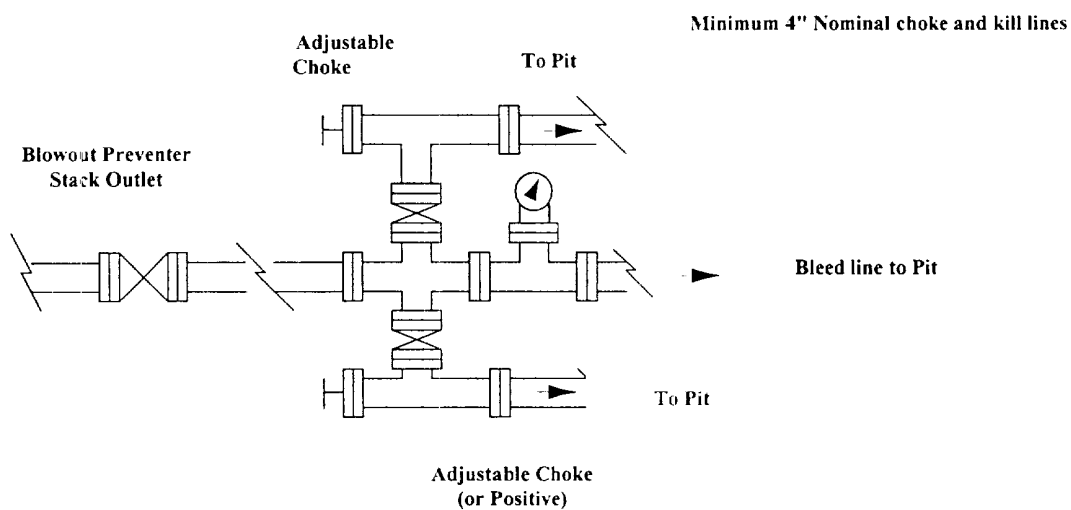 Minimum 4" Nominal choke and kill lines
Adjustable
Choke
To Pit
Blowout Preventer
Stack Outlet
Bleed line to Pit
To Pit
Adjustable Choke
(or Positive)